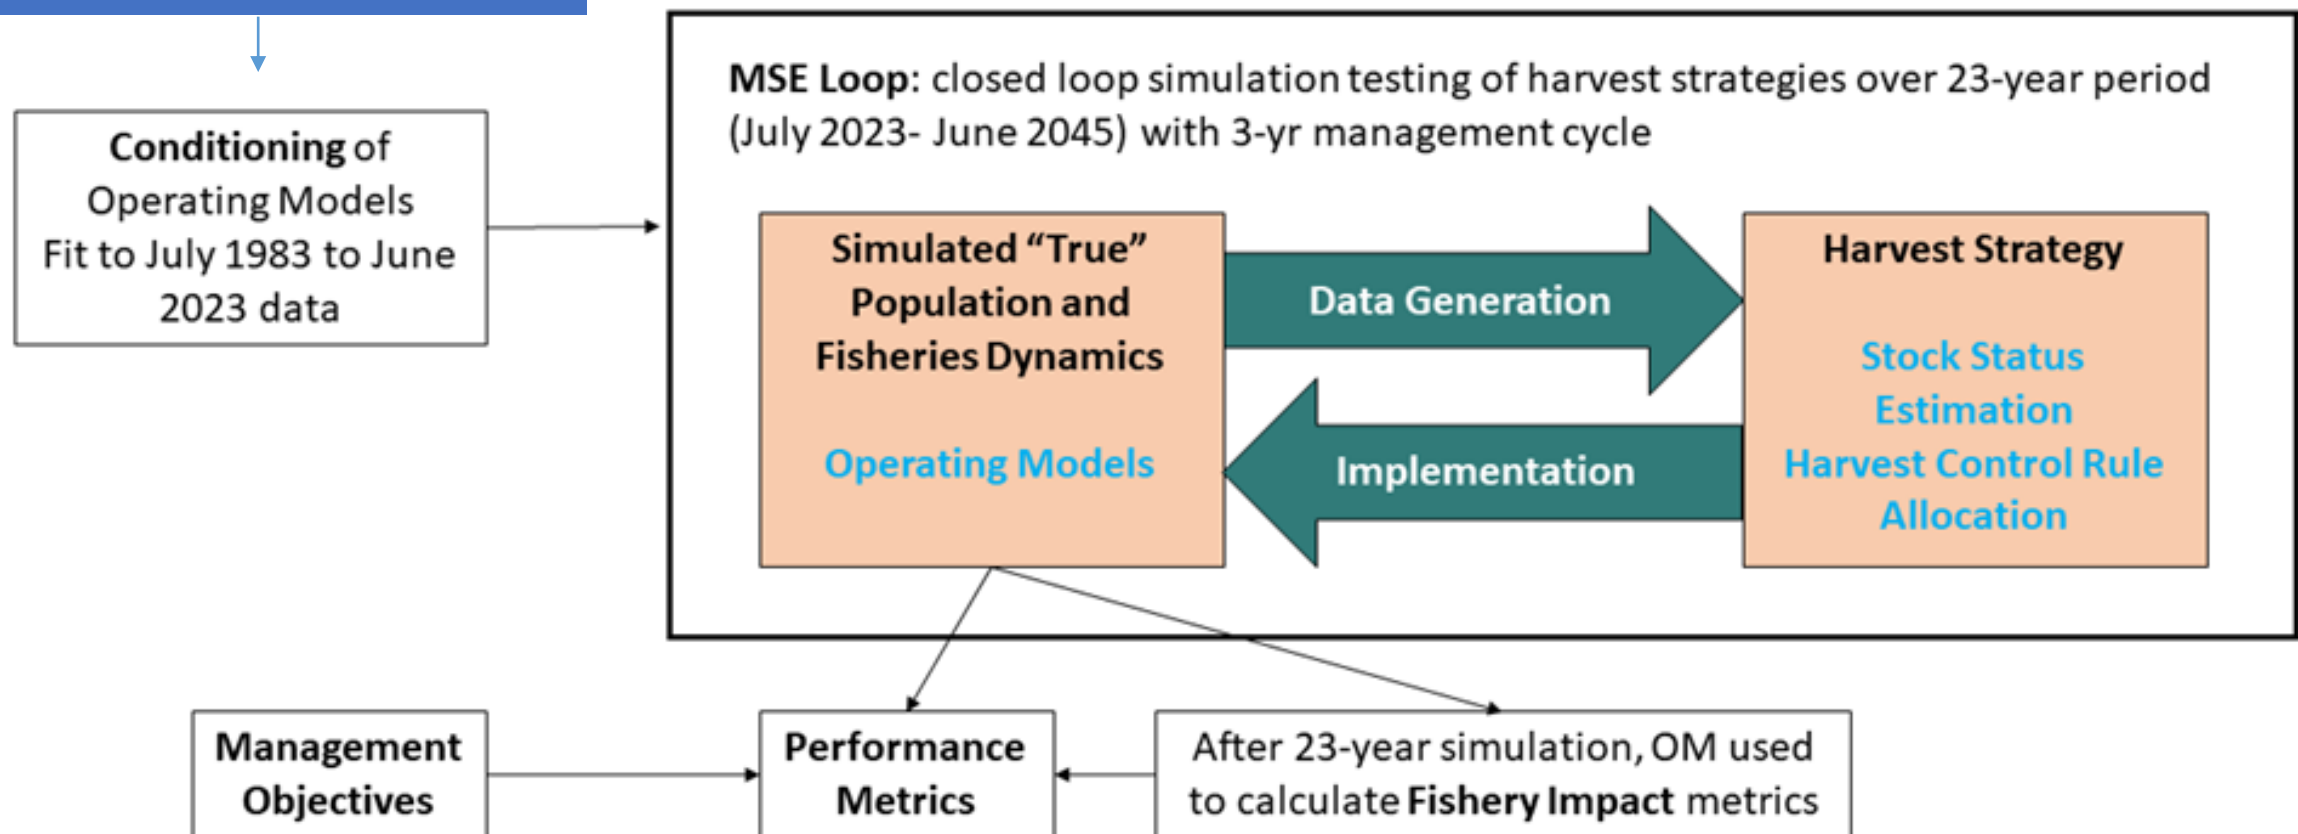 MSE Loop: closed loop simulation testing of harvest strategies over 23-year period
(July 2023- June 2045) with 3-yr management cycle
Conditioning of
Operating Models
Fit to July 1983 to June
2023 data
Simulated “True”
Population and
Fisheries Dynamics
Operating Models
Data Generation
Implementation
Harvest Strategy
Stock Status
Estimation
Harvest Control Rule
Allocation
Management
Objectives
Performance
Metrics
After 23-year simulation, OM used
to calculate Fishery Impact metrics